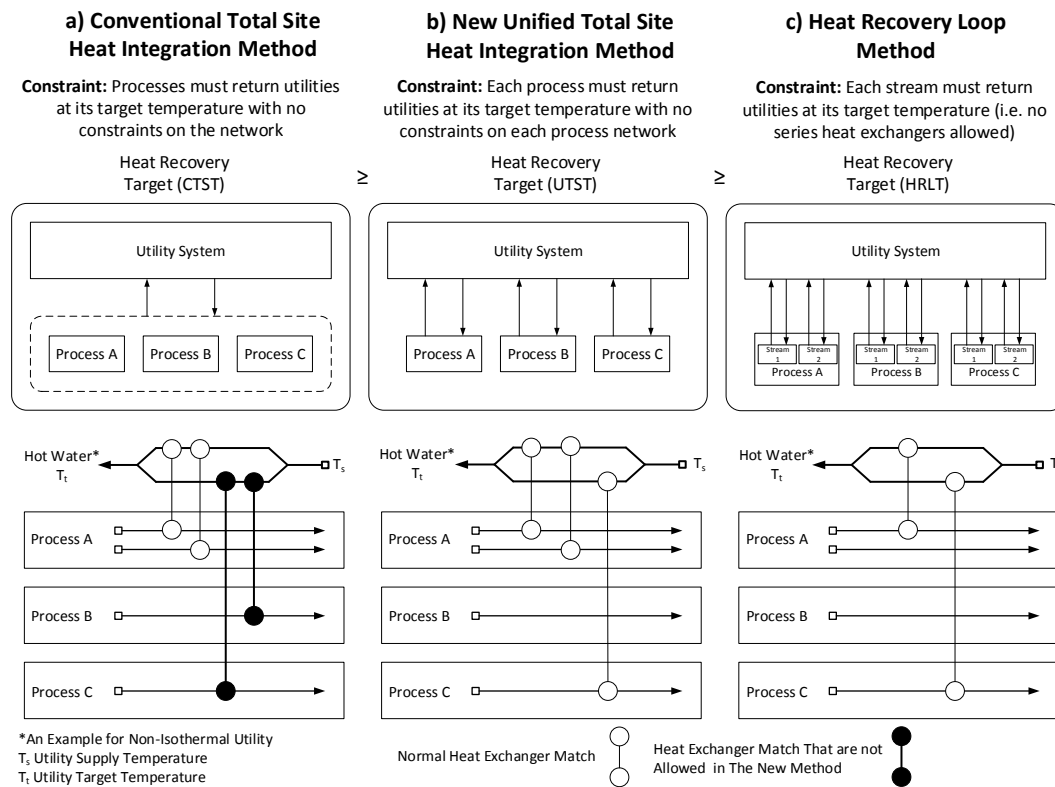 a) Conventional Total Site
Heat Integration Method
Constraint: Processes must return utilities
at its target temperature with no
constraints on the network
Heat Recovery
Target (CTST)
≥
b) New Unified Total Site
Heat Integration Method
Constraint: Each process must return
utilities at its target temperature with no
constraints on each process network
Heat Recovery
Target (UTST)
≥
c) Heat Recovery Loop
Method
Constraint: Each stream must return
utilities at its target temperature (i.e. no
series heat exchangers allowed)
Heat Recovery
Target (HRLT)
Utility System
Process A
Process B
Process C
Utility System
Process A
Process B
Process C
Utility System
Stream
1
Stream
2
Process A
Stream
1
Stream
2
Process B
Stream
1
Stream
2
Process C
Hot Water*
Tt
Ts
Process A
Process B
Process C
Hot Water*
Tt
Ts
Process A
Process B
Process C
Hot Water*
Tt
T
Process A
Process B
Process C
*An Example for Non-Isothermal Utility
Ts Utility Supply Temperature
Tt Utility Target Temperature
Normal Heat Exchanger
Match
Heat Exchanger Match That are not
Allowed in The New Method